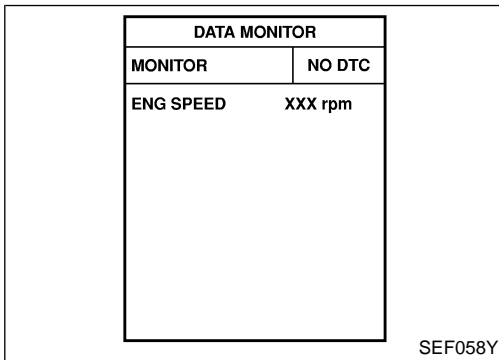 DATA MONITOR
MONITOR NO DTC
ENG SPEED XXX rpm
SEF058Y